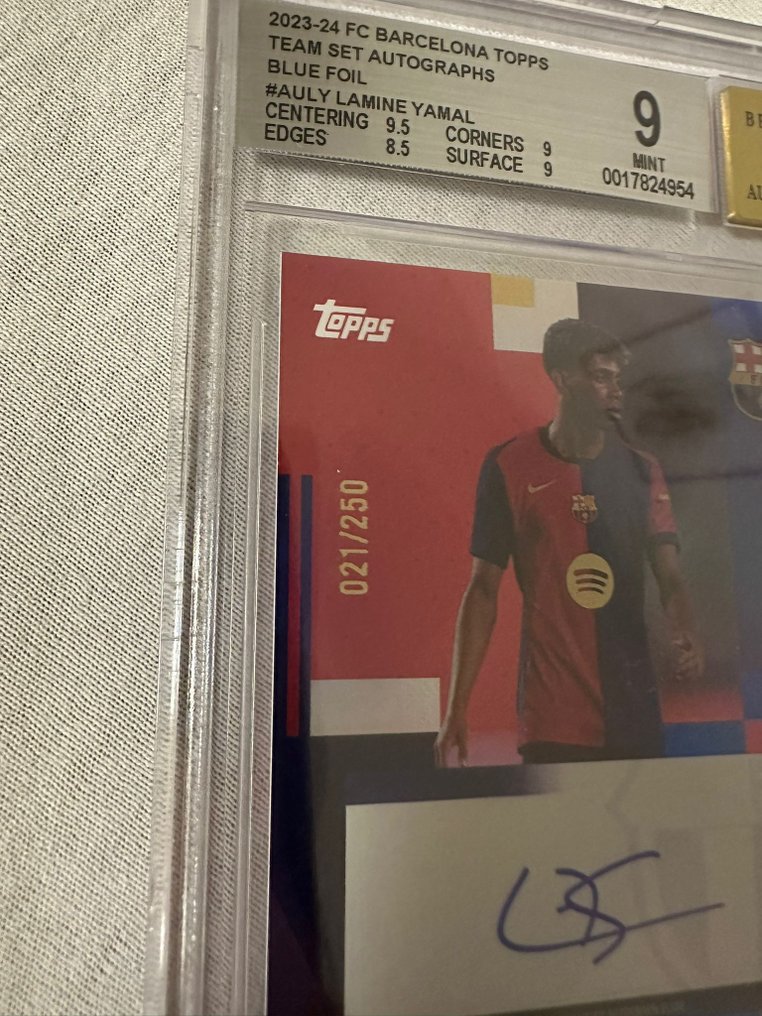 2023-24 FC BARCELONA TOPPS
TEAM SET AUTOGRAPHS
BLUE FOIL
#AULY LAMINE YAMAL
CENTERING 9.5 CORNERS 9
EDGES 8.5 SURFACE 9
9
MINT
0017824954
topps
021/250